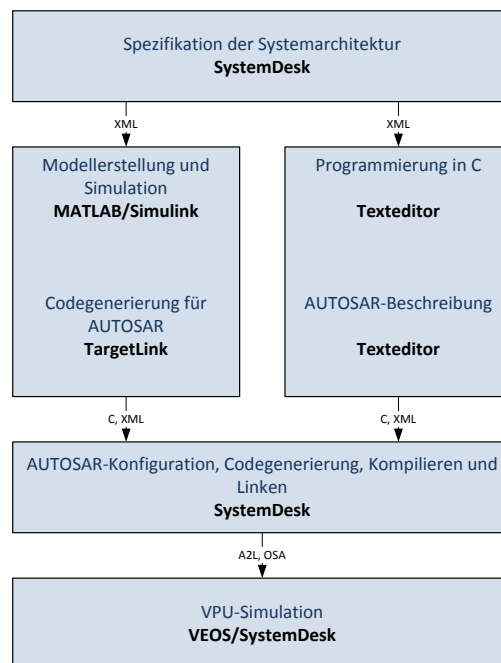 Spezifikation der Systemarchitektur
SystemDesk
XML
XML
Modellerstellung und
Simulation
MATLAB/Simulink
Codegenerierung für
AUTOSAR
TargetLink
Programmierung in C
Texteditor
AUTOSAR-Beschreibung
Texteditor
C, XML
C, XML
AUTOSAR-Konfiguration, Codegenerierung, Kompilieren und
Linken
SystemDesk
A2L, OSA
VPU-Simulation
VEOS/SystemDesk